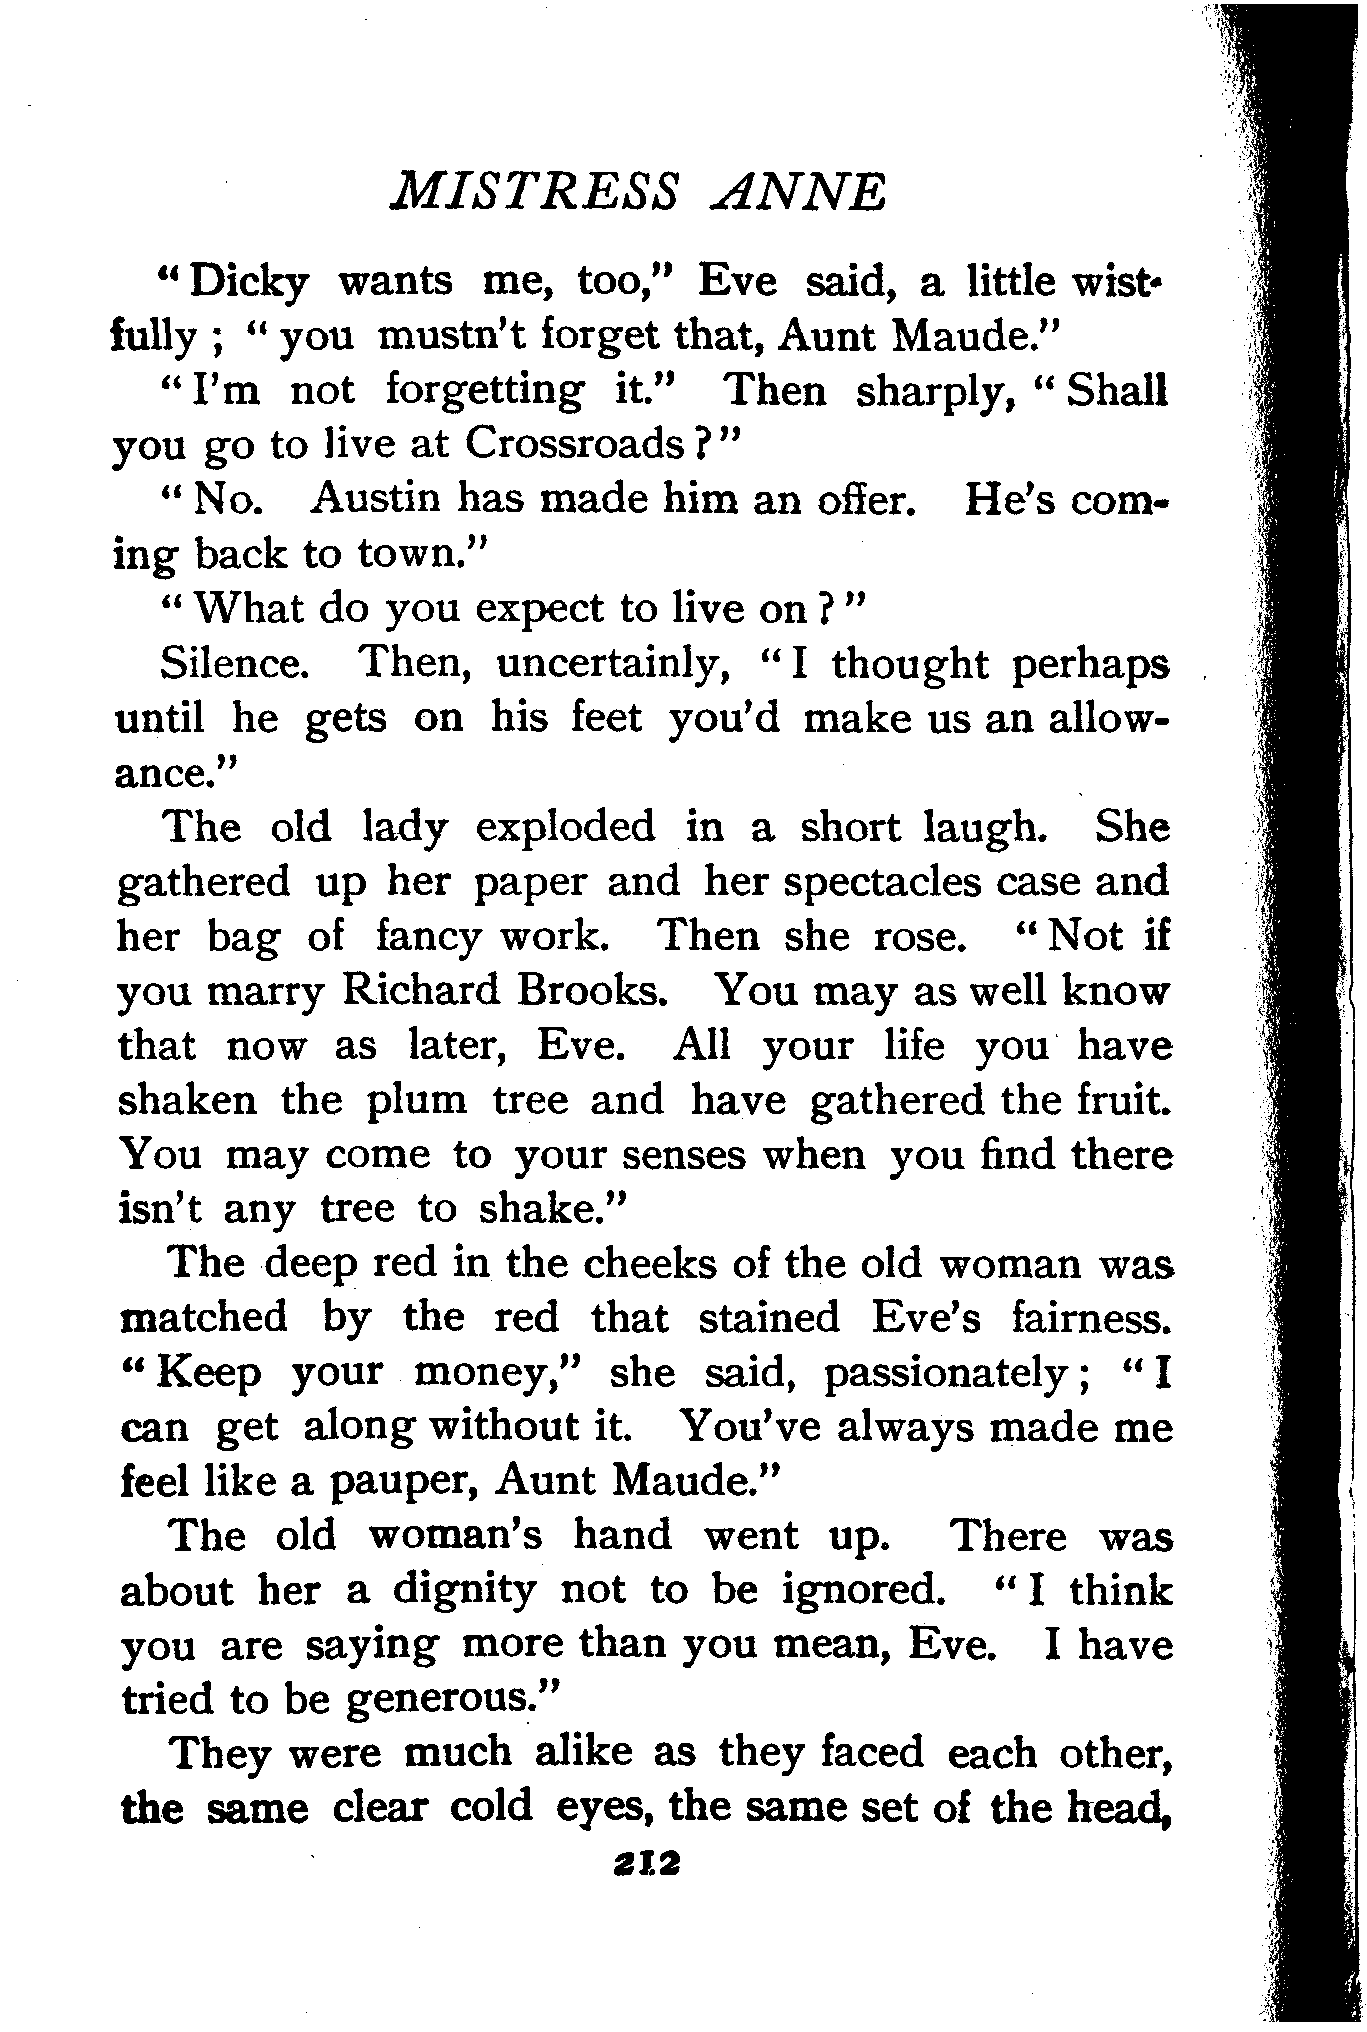 MISTRESS ANNE
"Dicky wants me, too," Eve said, a little wist-
fully; "you mustn't forget that, Aunt Maude."
"I'm not forgetting it." Then sharply, "Shall
you go to live at Crossroads?"
"No. Austin has made him an offer. He's com-
ing back to town."
"What do you expect to live on?"
Silence. Then, uncertainly, "I thought perhaps
until he gets on his feet you'd make us an allow-
ance."
The old lady exploded in a short laugh. She
gathered up her paper and her spectacles case and
her bag of fancy work. Then she rose. "Not if
you marry Richard Brooks. You may as well know
that now as later, Eve. All your life you have
shaken the plum tree and have gathered the fruit.
You may come to your senses when you find there
isn't any tree to shake."
The deep red in the cheeks of the old woman was
matched by the red that stained Eve's fairness.
"Keep your money," she said, passionately; "I
can get along without it. You've always made me
feel like a pauper, Aunt Maude."
The old woman's hand went up. There was
about her a dignity not to be ignored. "I think
you are saying more than you mean, Eve. I have
tried to be generous."
They were much alike as they faced each other,
the same clear cold eyes, the same set of the head,
212